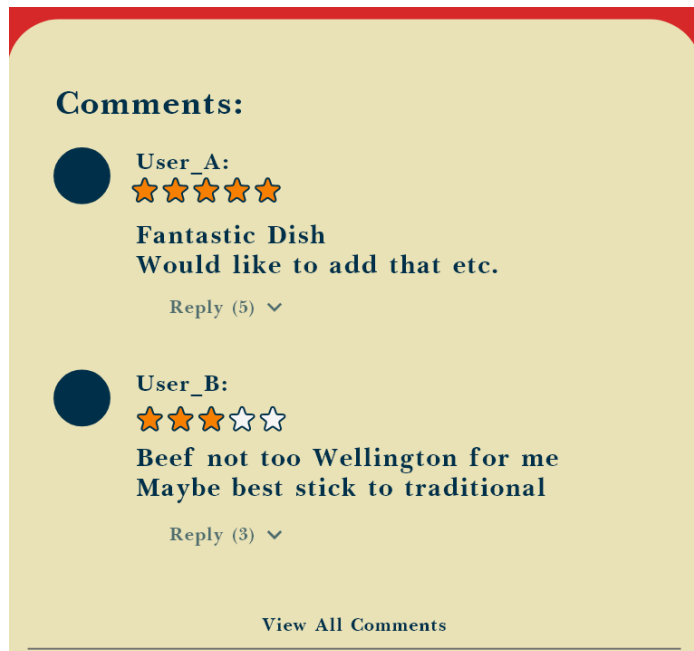 Comments:
User_A:
Fantastic Dish
Would like to add that etc.
Reply (5)
User_B:
Beef not too Wellington for me
Maybe best stick to traditional
Reply (3)
View All Comments